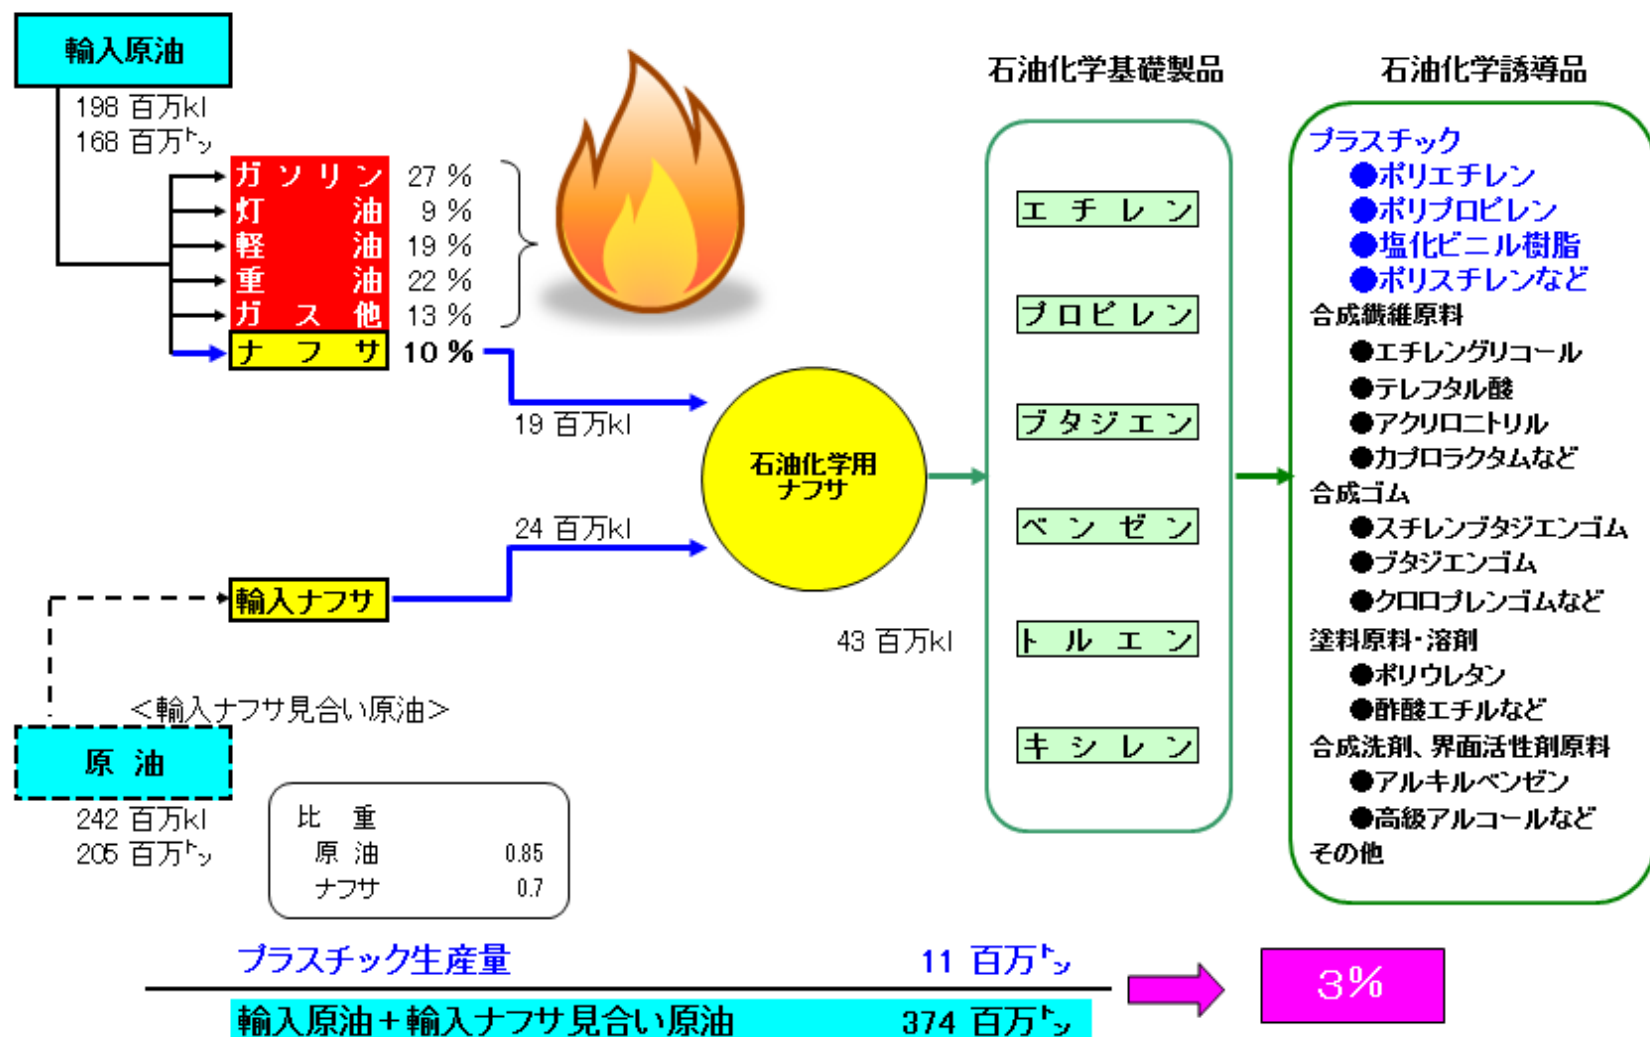 輸入原油
198 百万kl
168 百万㌧
ガソリン 27 %
灯油 9 %
軽油 19 %
重油 22 %
ガス他 13 %
ナフサ 10 %
19 百万kl
24 百万kl
輸入ナフサ
<輸入ナフサ見合い原油>
原 油
242 百万kl
205 百万㌧
比 重
原 油 0.85
ナフサ 0.7
石油化学用
ナフサ
43 百万kl
石油化学基礎製品
エチレン
プロピレン
ブタジエン
ベンゼン
トルエン
キシレン
石油化学誘導品
プラスチック
●ポリエチレン
●ポリプロピレン
●塩化ビニル樹脂
●ポリスチレンなど
合成繊維原料
●エチレングリコール
●テレフタル酸
●アクリロニトリル
●カプロラクタムなど
合成ゴム
●スチレンブタジエンゴム
●ブタジエンゴム
●クロロプレンゴムなど
塗料原料・溶剤
●ポリウレタン
●酢酸エチルなど
合成洗剤、界面活性剤原料
●アルキルベンゼン
●高級アルコールなど
その他
プラスチック生産量 11 百万㌧
輸入原油+輸入ナフサ見合い原油 374 百万㌧
3%